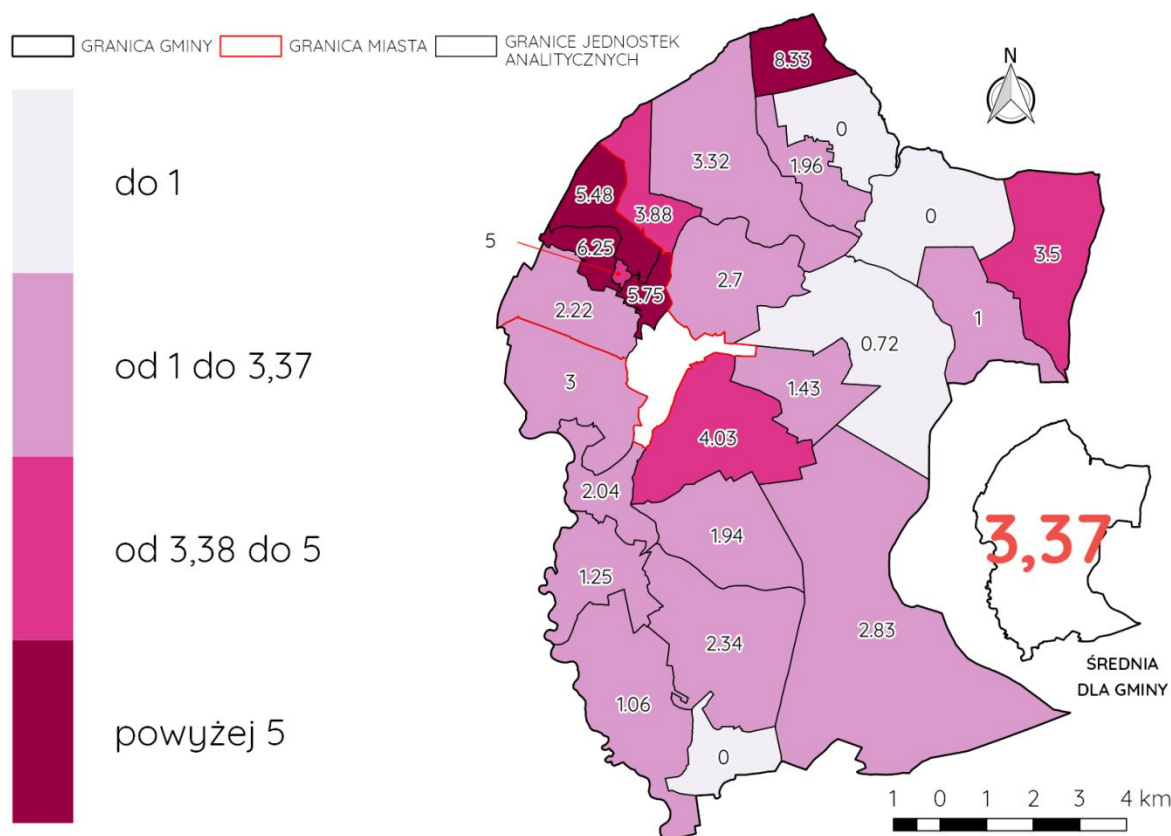 GRANICA GMINY
GRANICA MIASTA
GRANICE JEDNOSTEK
ANALITYCZNYCH
do 1
od 1 do 3,37
od 3,38 do 5
powyżej 5
N
8.33
0
3.32
1.96
5.48
3.88
0
5
6.25
3.5
5.75
2.7
2.22
1
0.72
3
1.43
4.03
2.04
1.94
1.25
2.83
2.34
1.06
0
3,37
ŚREDNIA
DLA GMINY
1 0 1 2 3 4 km